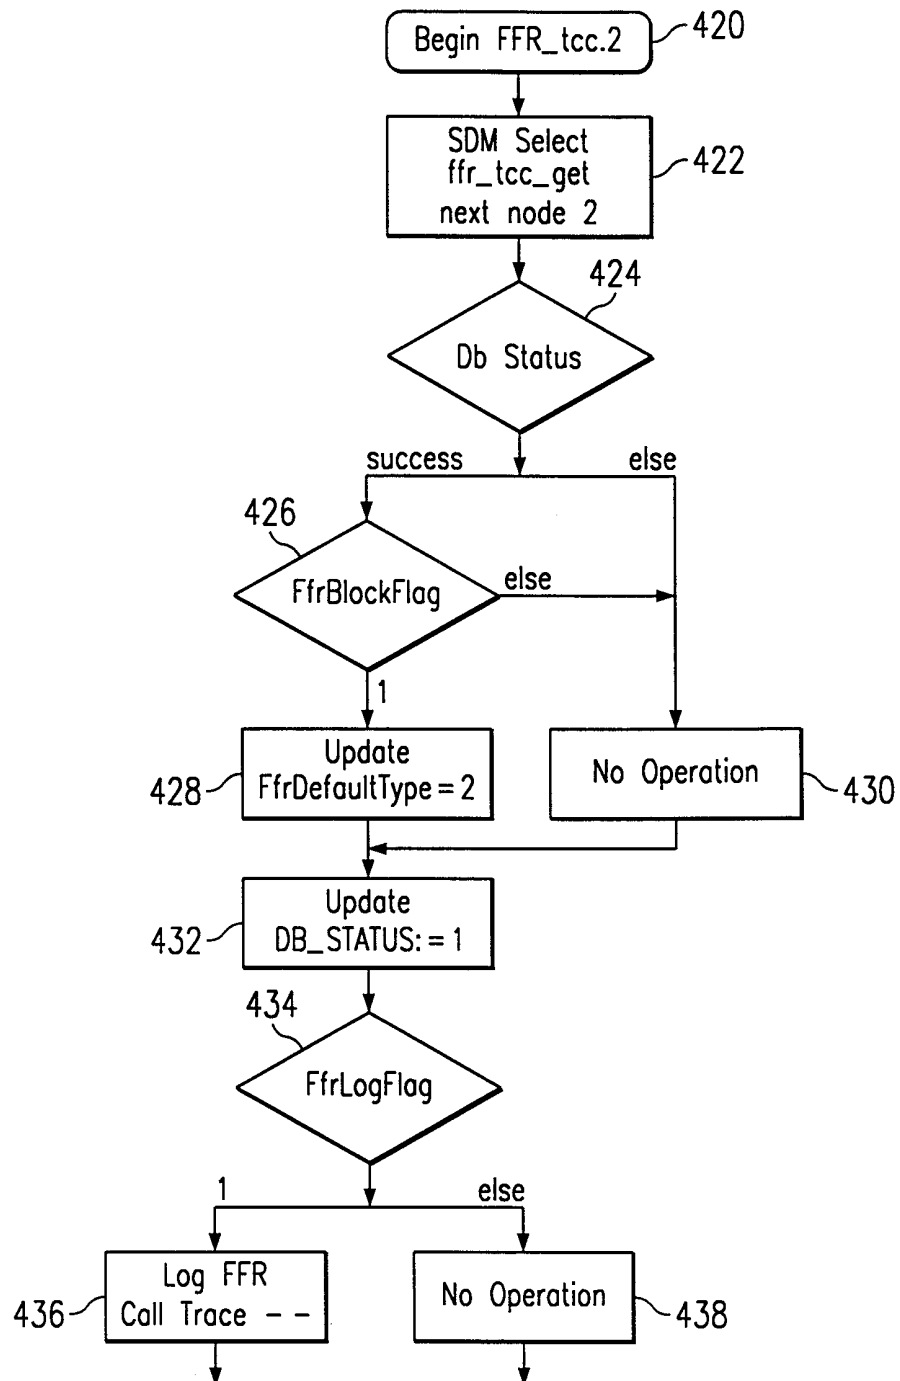 Begin FFR_tcc.2
420
SDM Select
ffr_tcc_get
next node 2
422
424
Db Status
success
else
426
FfrBlockFlag
else
1
Update
FfrDefaultType = 2
428
No Operation
430
Update
DB_STATUS: = 1
432
434
FfrLogFlag
1
else
Log FFR
Call Trace - -
436
No Operation
438